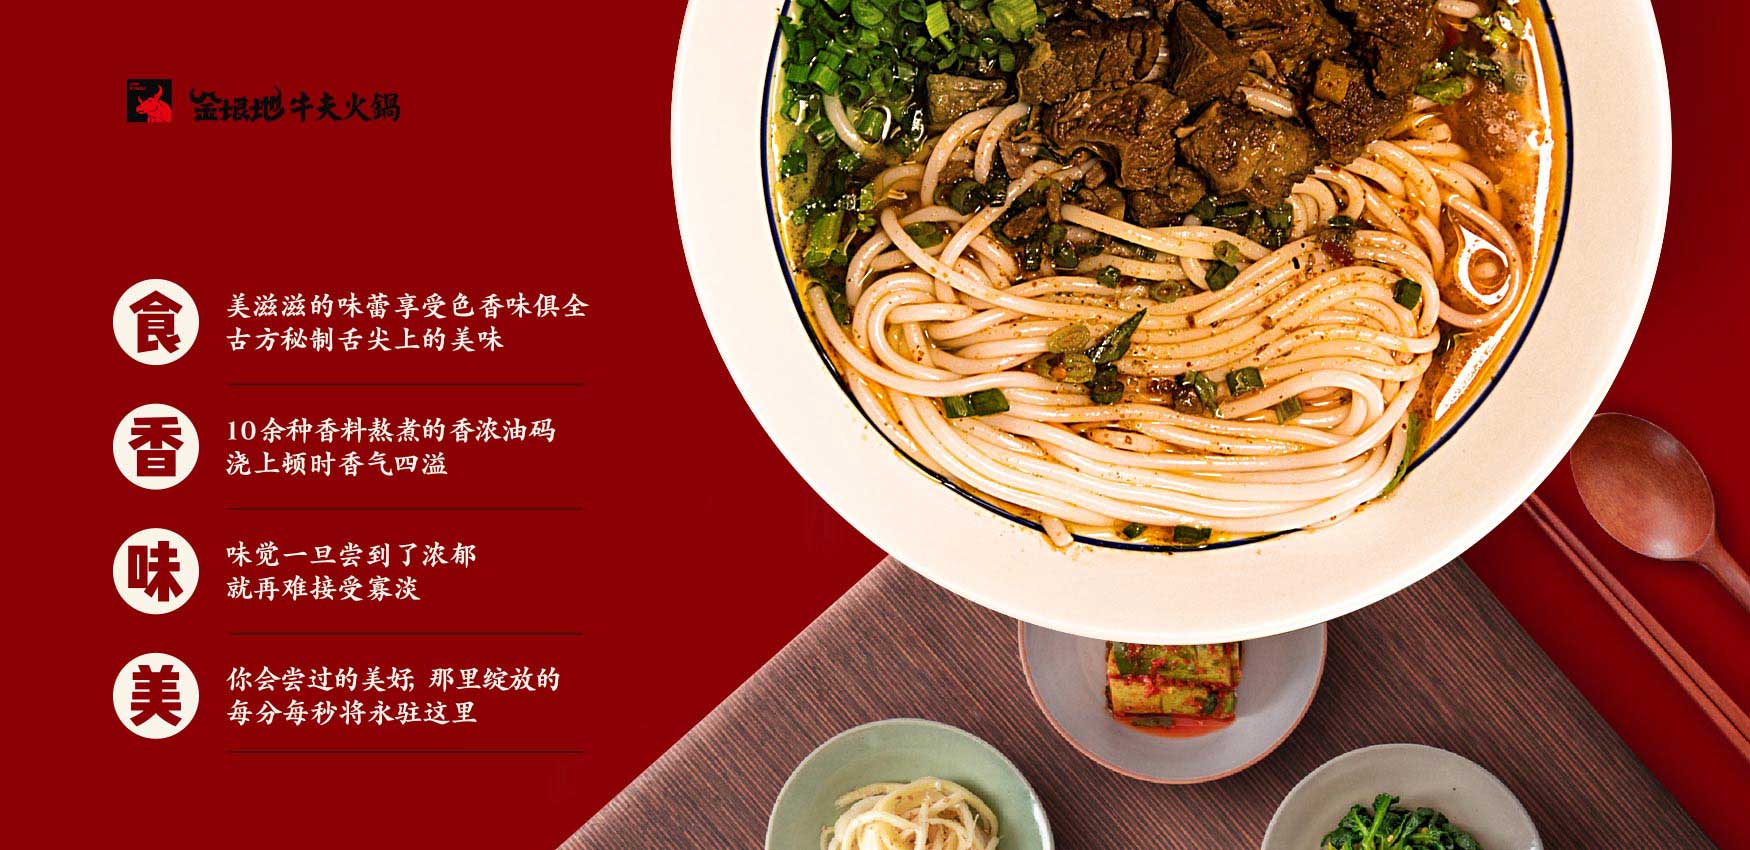 金垠地牛夫火鍋
食
美滋滋的味蕾享受色香味俱全
古方秘制舌尖上的美味
香
10余种香料熬煮的香浓油码
浇上顿时香气四溢
味
味觉一旦尝到了浓郁
就再难接受寡淡
美
你会尝过的美好，那里绽放的
每分每秒将永驻这里